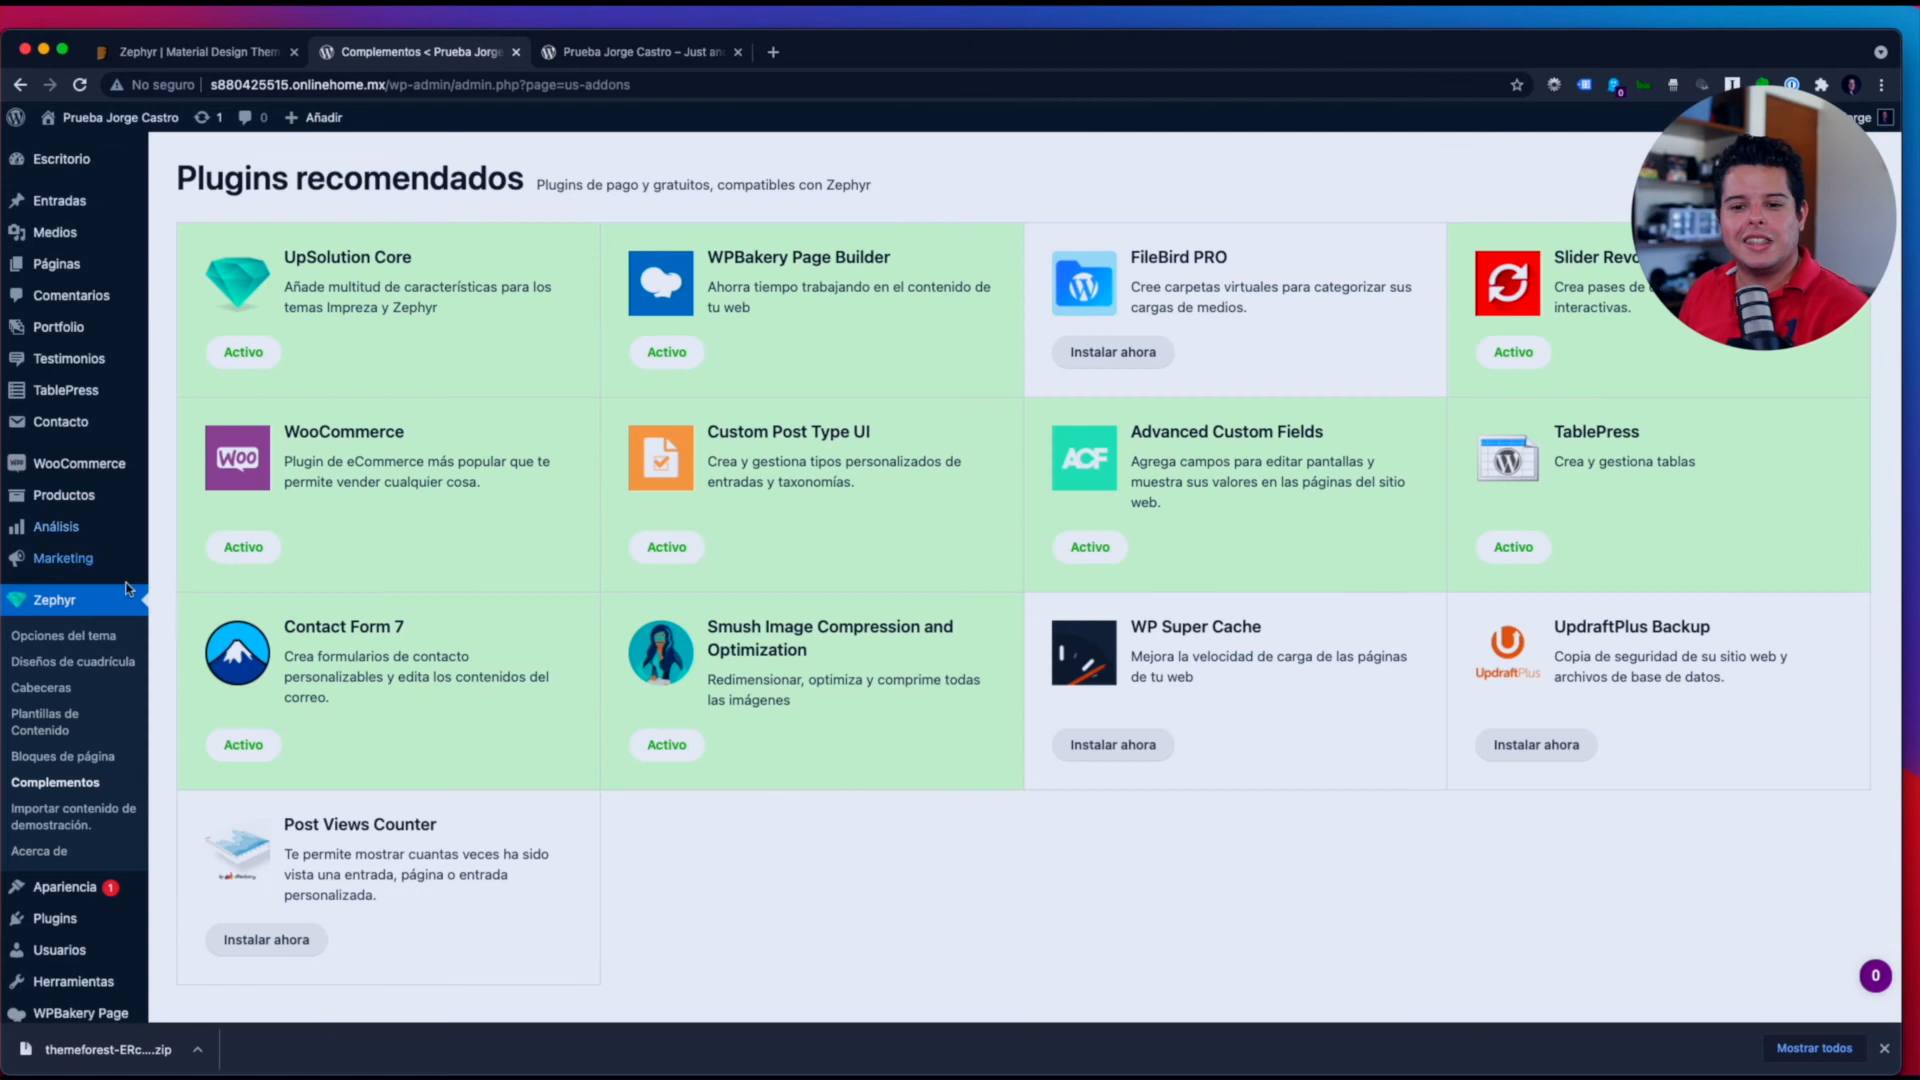 Zephyr | Material Design Them
Complementos < Prueba Jorge
Prueba Jorge Castro – Just an
No seguro
s880425515.onlinehome.mx/wp-admin/admin.php?page=us-addons
0
Prueba Jorge Castro
1
0
Añadir
orge
Escritorio
Entradas
Medios
Páginas
Comentarios
Portfolio
Testimonios
TablePress
Contacto
WooCommerce
Productos
Análisis
Marketing
Zephyr
Opciones del tema
Diseños de cuadrícula
Cabeceras
Plantillas de
Contenido
Bloques de página
Complementos
Importar contenido de
demostración.
Acerca de
Apariencia 1
Plugins
Usuarios
Herramientas
WPBakery Page
Plugins recomendados
Plugins de pago y gratuitos, compatibles con Zephyr
UpSolution Core
Añade multitud de características para los
temas Impreza y Zephyr
Activo
WPBakery Page Builder
Ahorra tiempo trabajando en el contenido de
tu web
Activo
FileBird PRO
Cree carpetas virtuales para categorizar sus
cargas de medios.
Instalar ahora
Slider Revo
Crea pases de
interactivas.
Activo
WOO
WooCommerce
Plugin de eCommerce más popular que te
permite vender cualquier cosa.
Activo
Custom Post Type UI
Crea y gestiona tipos personalizados de
entradas y taxonomías.
Activo
ACF
Advanced Custom Fields
Agrega campos para editar pantallas y
muestra sus valores en las páginas del sitio
web.
Activo
TablePress
Crea y gestiona tablas
Activo
Contact Form 7
Crea formularios de contacto
personalizables y edita los contenidos del
correo.
Activo
Smush Image Compression and
Optimization
Redimensionar, optimiza y comprime todas
las imágenes
Activo
WP Super Cache
Mejora la velocidad de carga de las páginas
de tu web
Instalar ahora
UpdraftPlus
UpdraftPlus Backup
Copia de seguridad de su sitio web y
archivos de base de datos.
Instalar ahora
Post Views Counter
Te permite mostrar cuantas veces ha sido
vista una entrada, página o entrada
personalizada.
Instalar ahora
0
themeforest-ERc....zip
Mostrar todos